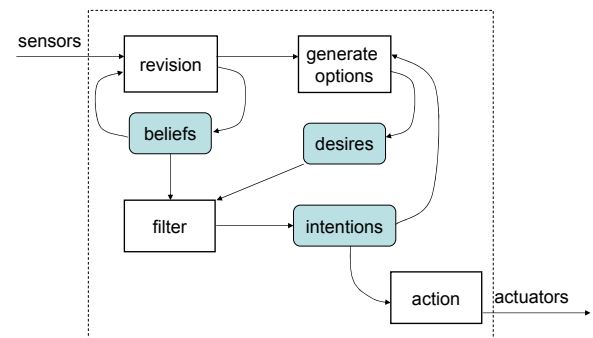 sensors
revision
generate
options
beliefs
desires
filter
intentions
action
actuators